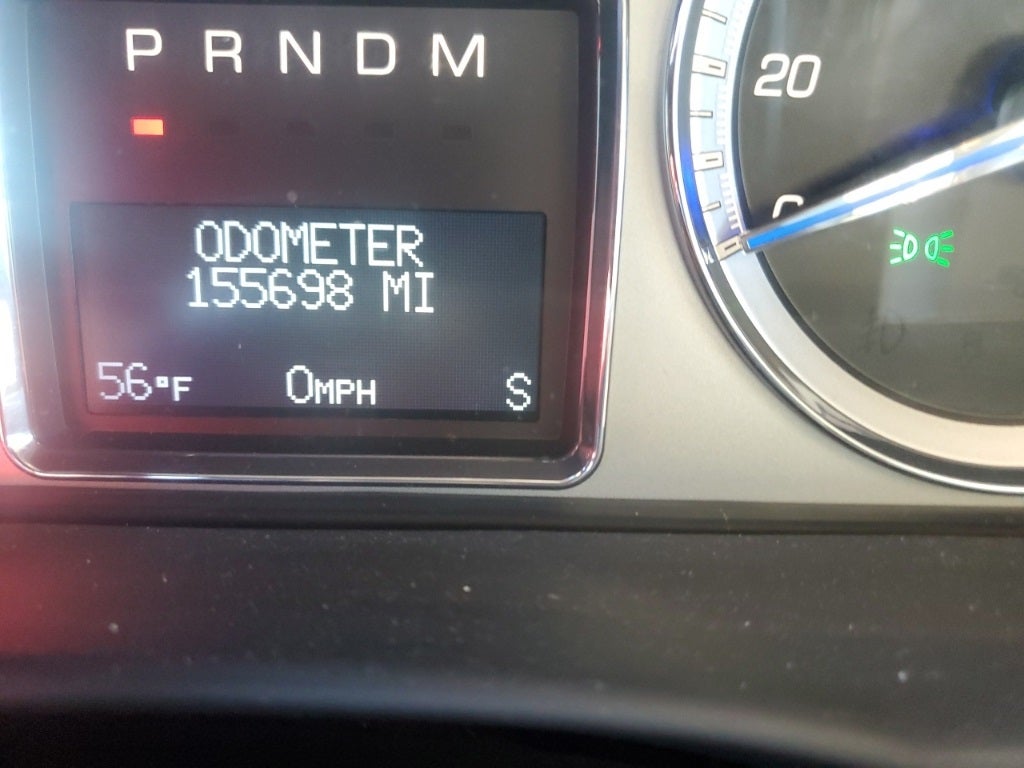 P R N D M
ODOMETER
155698 MI
56°F 0MPH S
20